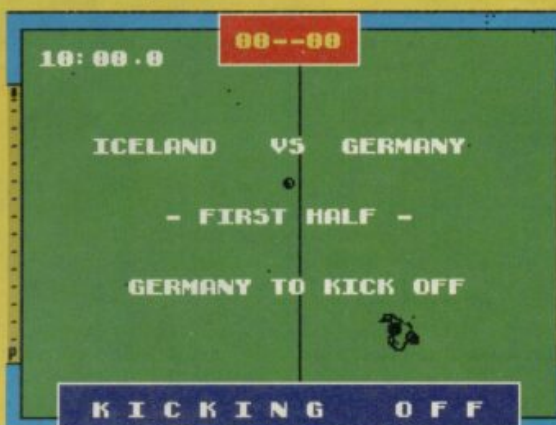 00--00
10:00.0
ICELAND VS GERMANY
- FIRST HALF -
GERMANY TO KICK OFF
KICKING OFF